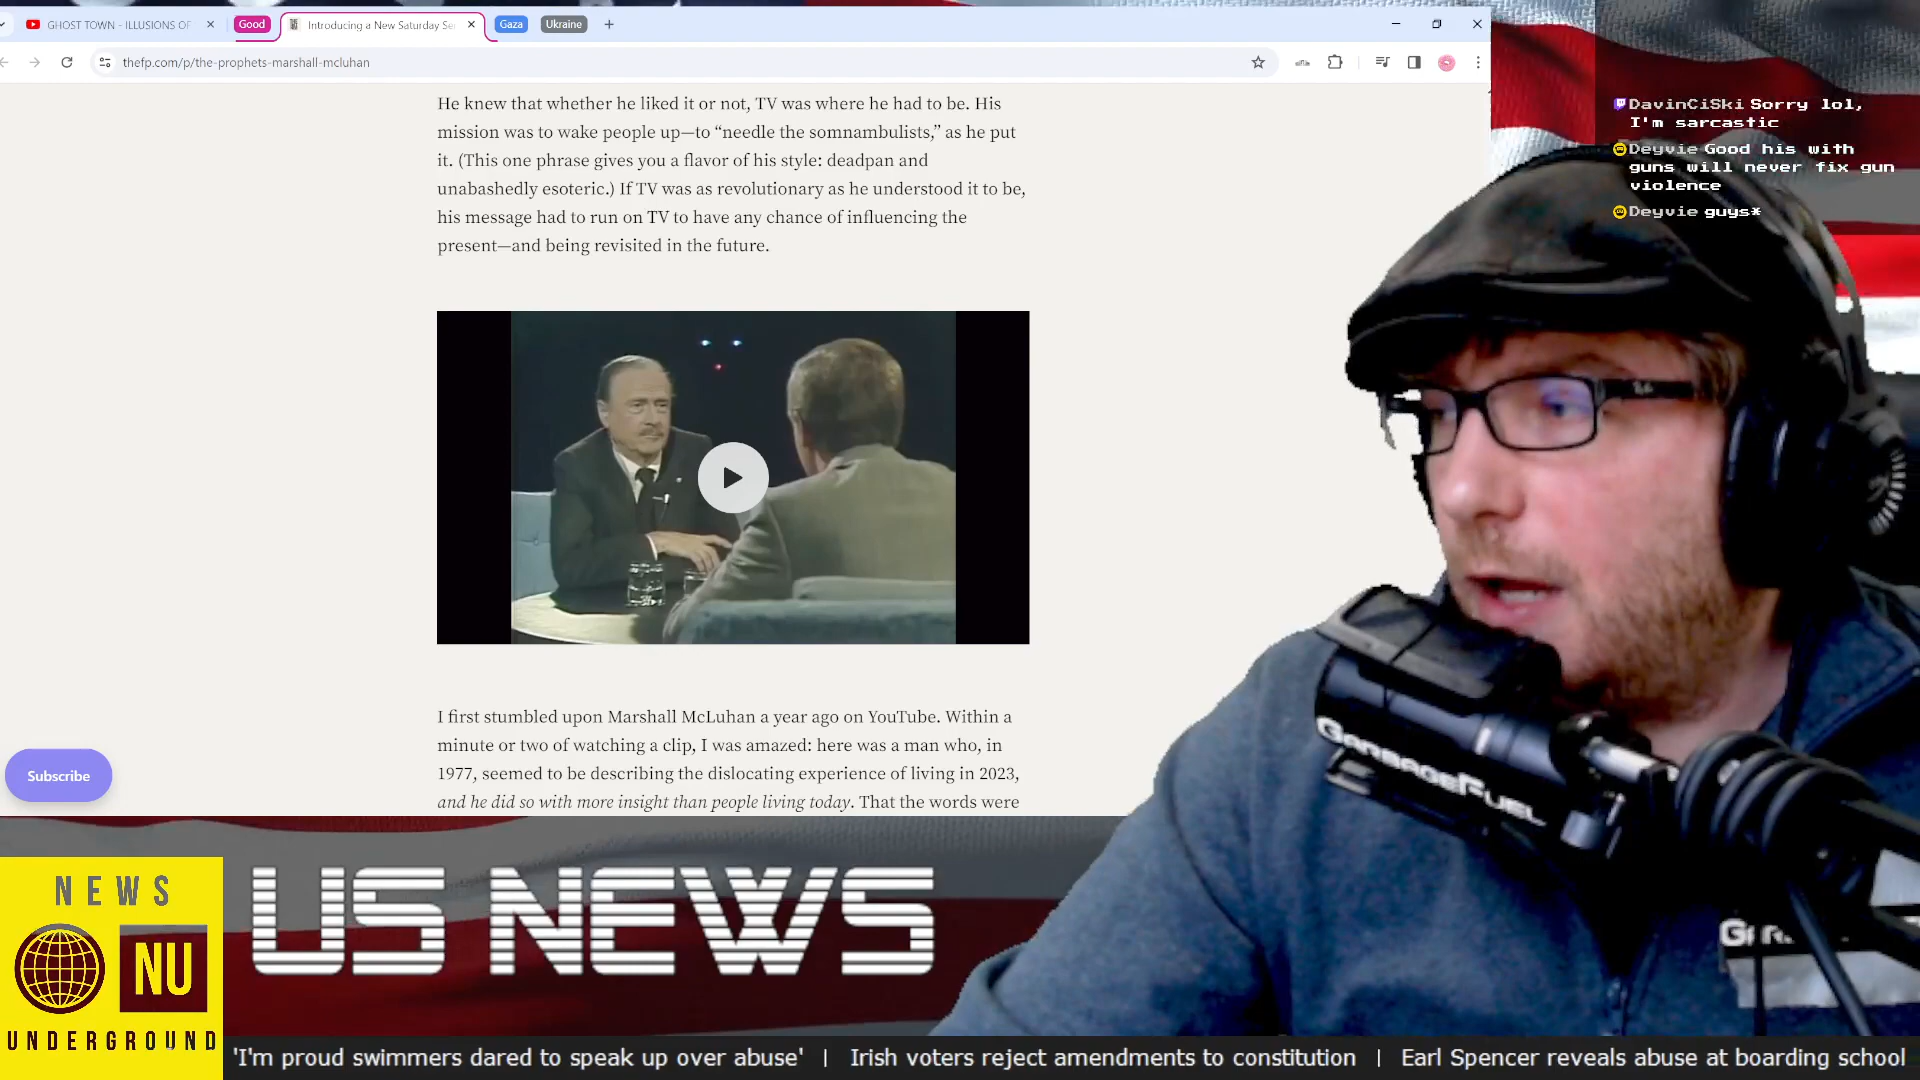 GHOST TOWN - ILLUSIONS OF
Good
Introducing a New Saturday Se
Gaza
Ukraine
thefp.com/p/the-prophets-marshall-mcluhan
He knew that whether he liked it or not, TV was where he had to be. His
mission was to wake people up—to “needle the somnambulists,” as he put
it. (This one phrase gives you a flavor of his style: deadpan and
unabashedly esoteric.) If TV was as revolutionary as he understood it to be,
his message had to run on TV to have any chance of influencing the
present—and being revisited in the future.
I first stumbled upon Marshall McLuhan a year ago on YouTube. Within a
minute or two of watching a clip, I was amazed: here was a man who, in
1977, seemed to be describing the dislocating experience of living in 2023,
and he did so with more insight than people living today. That the words were
Subscribe
DavinCiSki Sorry lol,
I'm sarcastic
Deyvie Good his with
guns will never fix gun
violence
Deyvie guys*
GARBAGEFUEL
NEWS
NU
UNDERGROUND
US NEWS
'I'm proud swimmers dared to speak up over abuse' | Irish voters reject amendments to constitution | Earl Spencer reveals abuse at boarding school